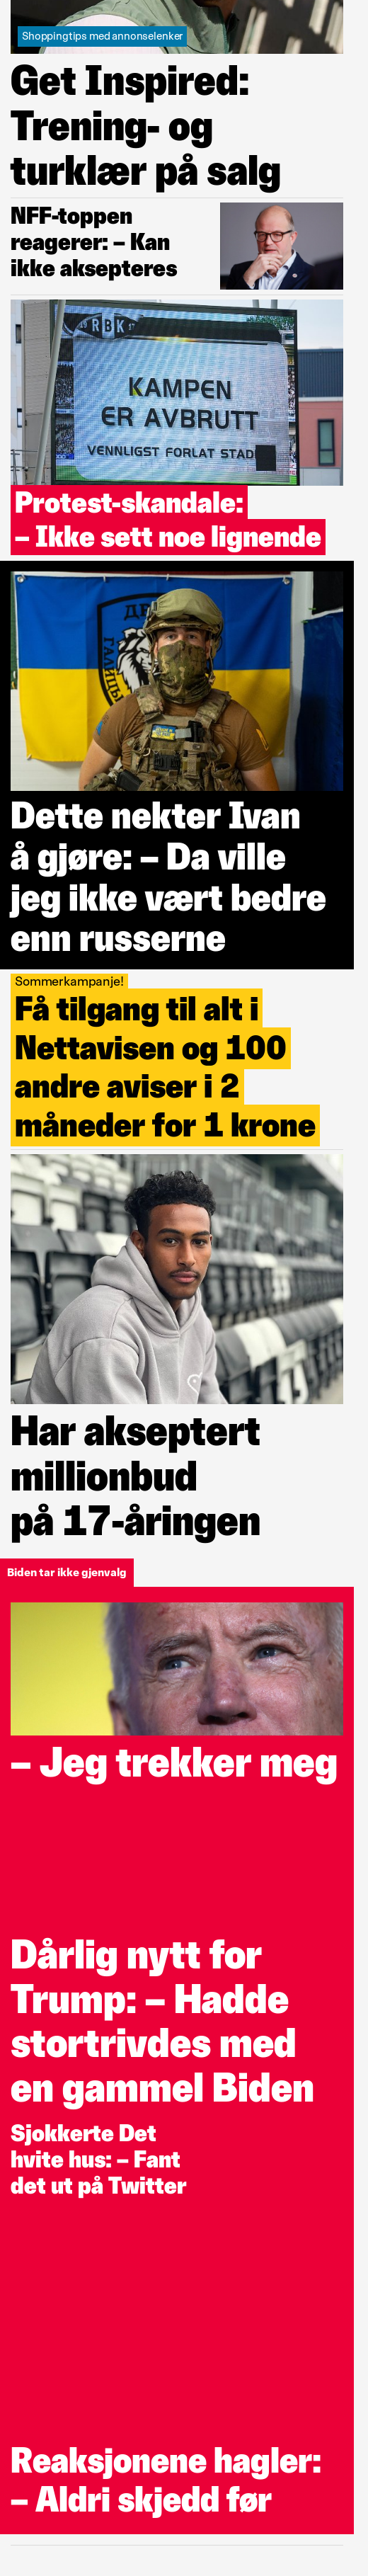 Shoppingtips med annonselenker
Get Inspired:
Trening- og
turklær på salg
NFF-toppen
reagerer: – Kan
ikke aksepteres
RBK
KAMPEN
ER AVBRUTT
VENNLIGST FORLAT STAD
Protest-skandale:
– Ikke sett noe lignende
Dette nekter Ivan
å gjøre: – Da ville
jeg ikke vært bedre
enn russerne
Sommerkampanje!
Få tilgang til alt i
Nettavisen og 100
andre aviser i 2
måneder for 1 krone
Har akseptert
millionbud
på 17-åringen
Biden tar ikke gjenvalg
– Jeg trekker meg
Dårlig nytt for
Trump: – Hadde
stortrivdes med
en gammel Biden
Sjokkerte Det
hvite hus: – Fant
det ut på Twitter
Reaksjonene hagler:
– Aldri skjedd før